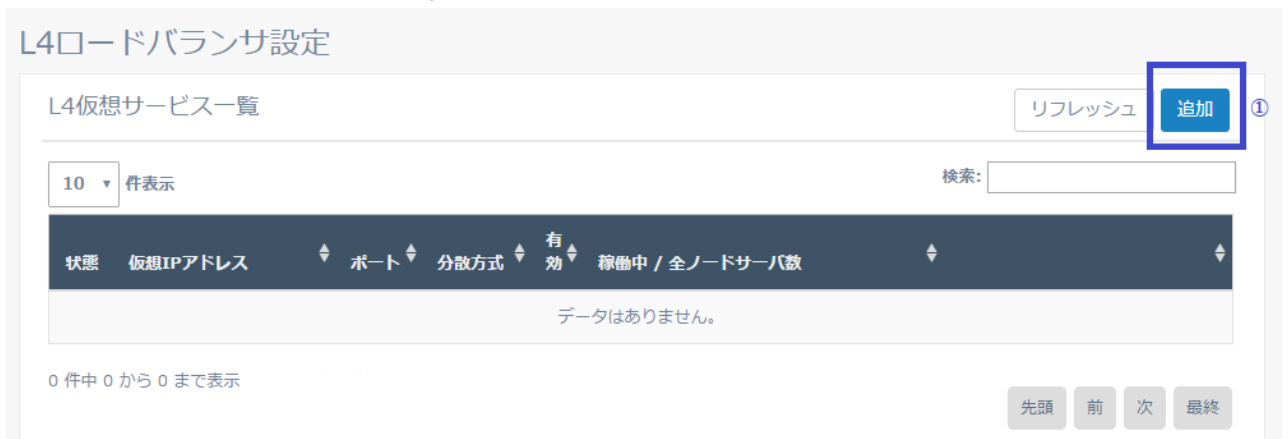 L4ロードバランサ設定
L4仮想サービス一覧
リフレッシュ 追加 ①
10 件表示 検索:
状態 仮想IPアドレス ポート 分散方式 有効 稼働中 / 全ノードサーバ数
データはありません。
0 件中 0 から 0 まで表示
先頭 前 次 最終